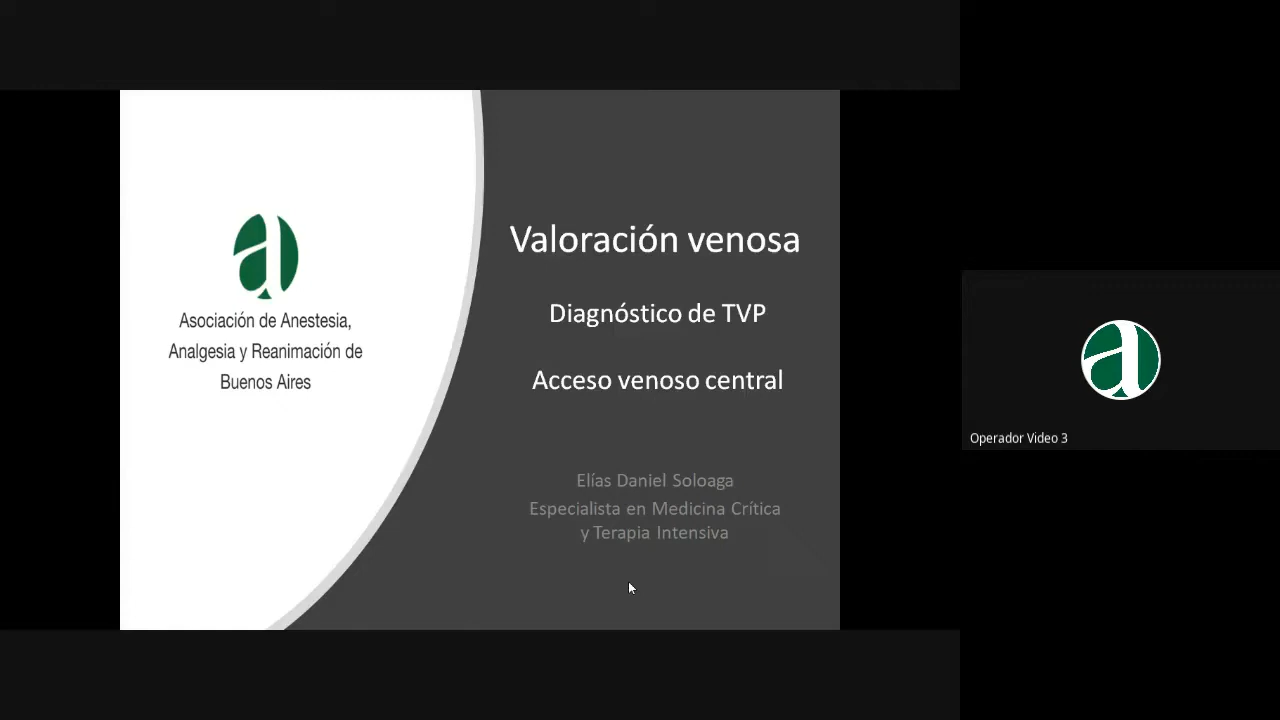 Asociación de Anestesia,
Analgesia y Reanimación de
Buenos Aires
Valoración venosa
Diagnóstico de TVP
Acceso venoso central
Elías Daniel Soloaga
Especialista en Medicina Crítica
y Terapia Intensiva
Operador Video 3